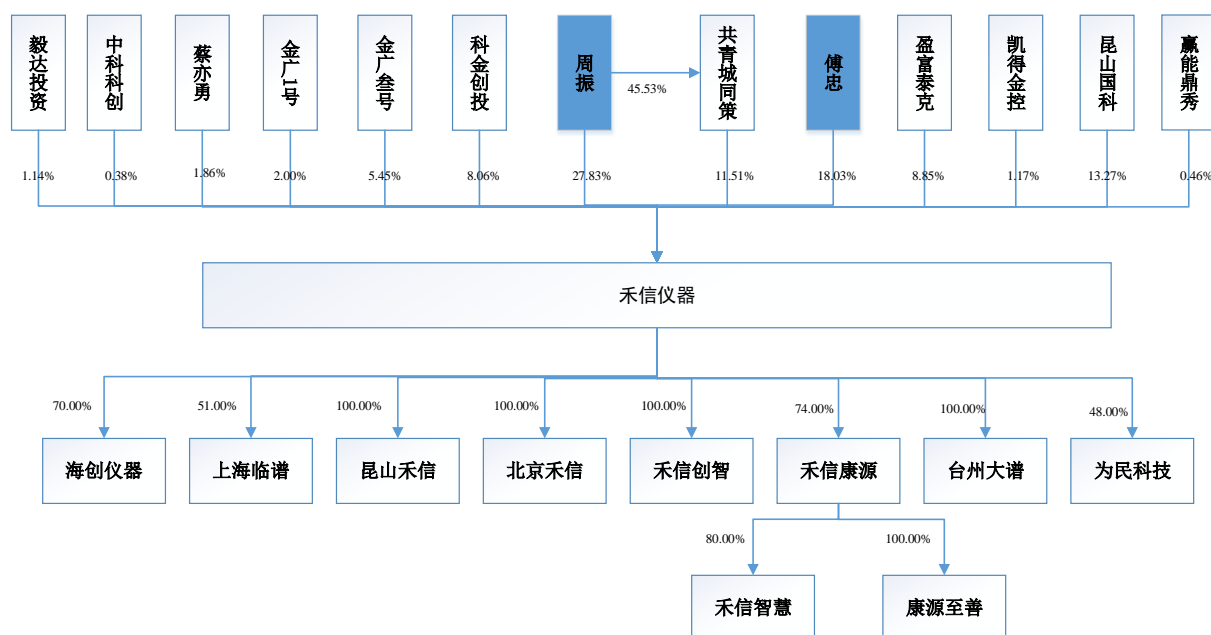 毅达投资
中科科创
蔡亦勇
金广1号
金广叁号
科金创投
周振
45.53%
共青城同策
傅忠
盈富泰克
凯得金控
昆山国科
赢能鼎秀
1.14%
0.38%
1.86%
2.00%
5.45%
8.06%
27.83%
11.51%
18.03%
8.85%
1.17%
13.27%
0.46%
禾信仪器
70.00%
51.00%
100.00%
100.00%
100.00%
74.00%
100.00%
48.00%
海创仪器
上海临谱
昆山禾信
北京禾信
禾信创智
禾信康源
台州大谱
为民科技
80.00%
100.00%
禾信智慧
康源至善